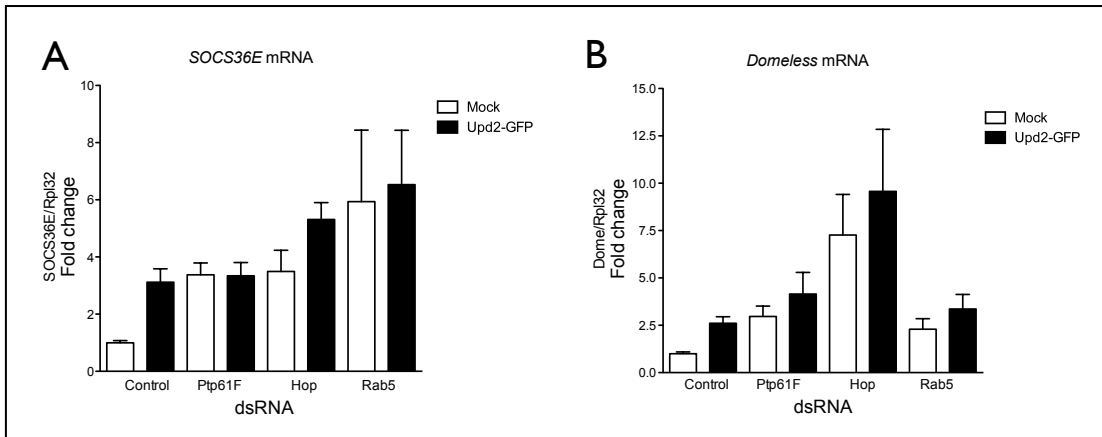 A
SOCS36E mRNA
SOCS36E/Rpl32
Fold change
10
8
6
4
2
0
Control Ptp61F Hop Rab5
dsRNA
Mock
Upd2-GFP
B
Domeless mRNA
Dome/Rpl32
Fold change
15.0
12.5
10.0
7.5
5.0
2.5
0.0
Control Ptp61F Hop Rab5
dsRNA
Mock
Upd2-GFP